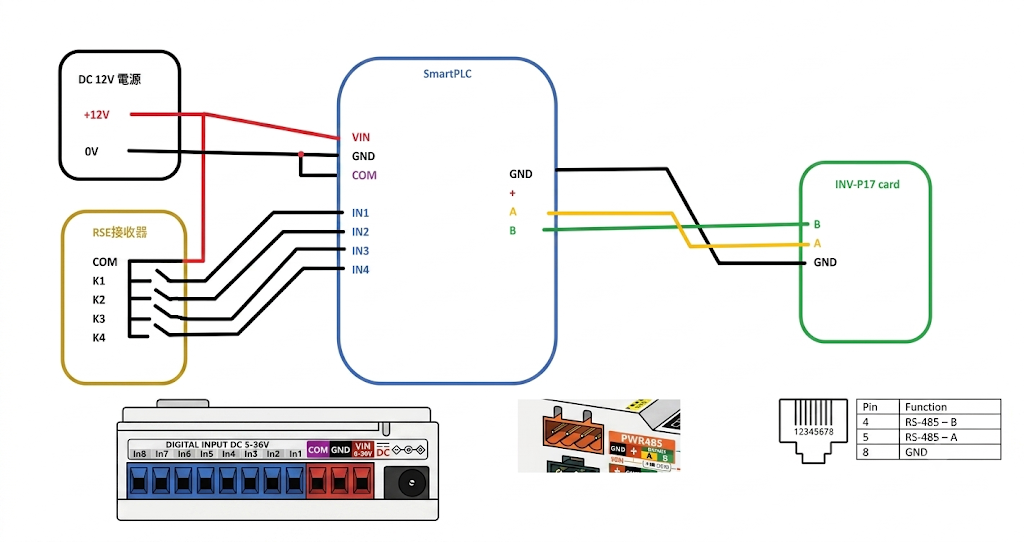 DC 12V 電源
+12V
0V
SmartPLC
VIN
GND
COM
IN1
IN2
IN3
IN4
GND
+
A
B
INV-P17 card
B
A
GND
RSE接收器
COM
K1
K2
K3
K4
DIGITAL INPUT DC 5-36V
In8 In7 In6 In5 In4 In3 In2 In1 COM GND VIN 9-30V DC
PWR485
GND + A B
12345678
Pin Function
4 RS-485 – B
5 RS-485 – A
8 GND